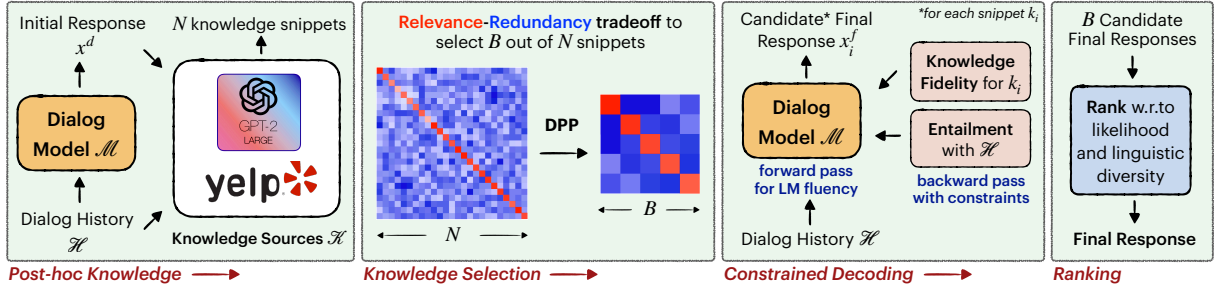 Initial Response
x^d
N knowledge snippets
Dialog
Model ℳ
GPT-2
LARGE
yelp
Dialog History
ℋ
Knowledge Sources 𝒦
Post-hoc Knowledge
Relevance-Redundancy tradeoff to
select B out of N snippets
DPP
N
B
Knowledge Selection
Candidate* Final
Response x_i^f
*for each snippet k_i
Dialog
Model ℳ
Knowledge
Fidelity for k_i
Entailment
with ℋ
forward pass
for LM fluency
backward pass
with constraints
Dialog History ℋ
Constrained Decoding
B Candidate
Final Responses
Rank w.r.to
likelihood
and linguistic
diversity
Final Response
Ranking